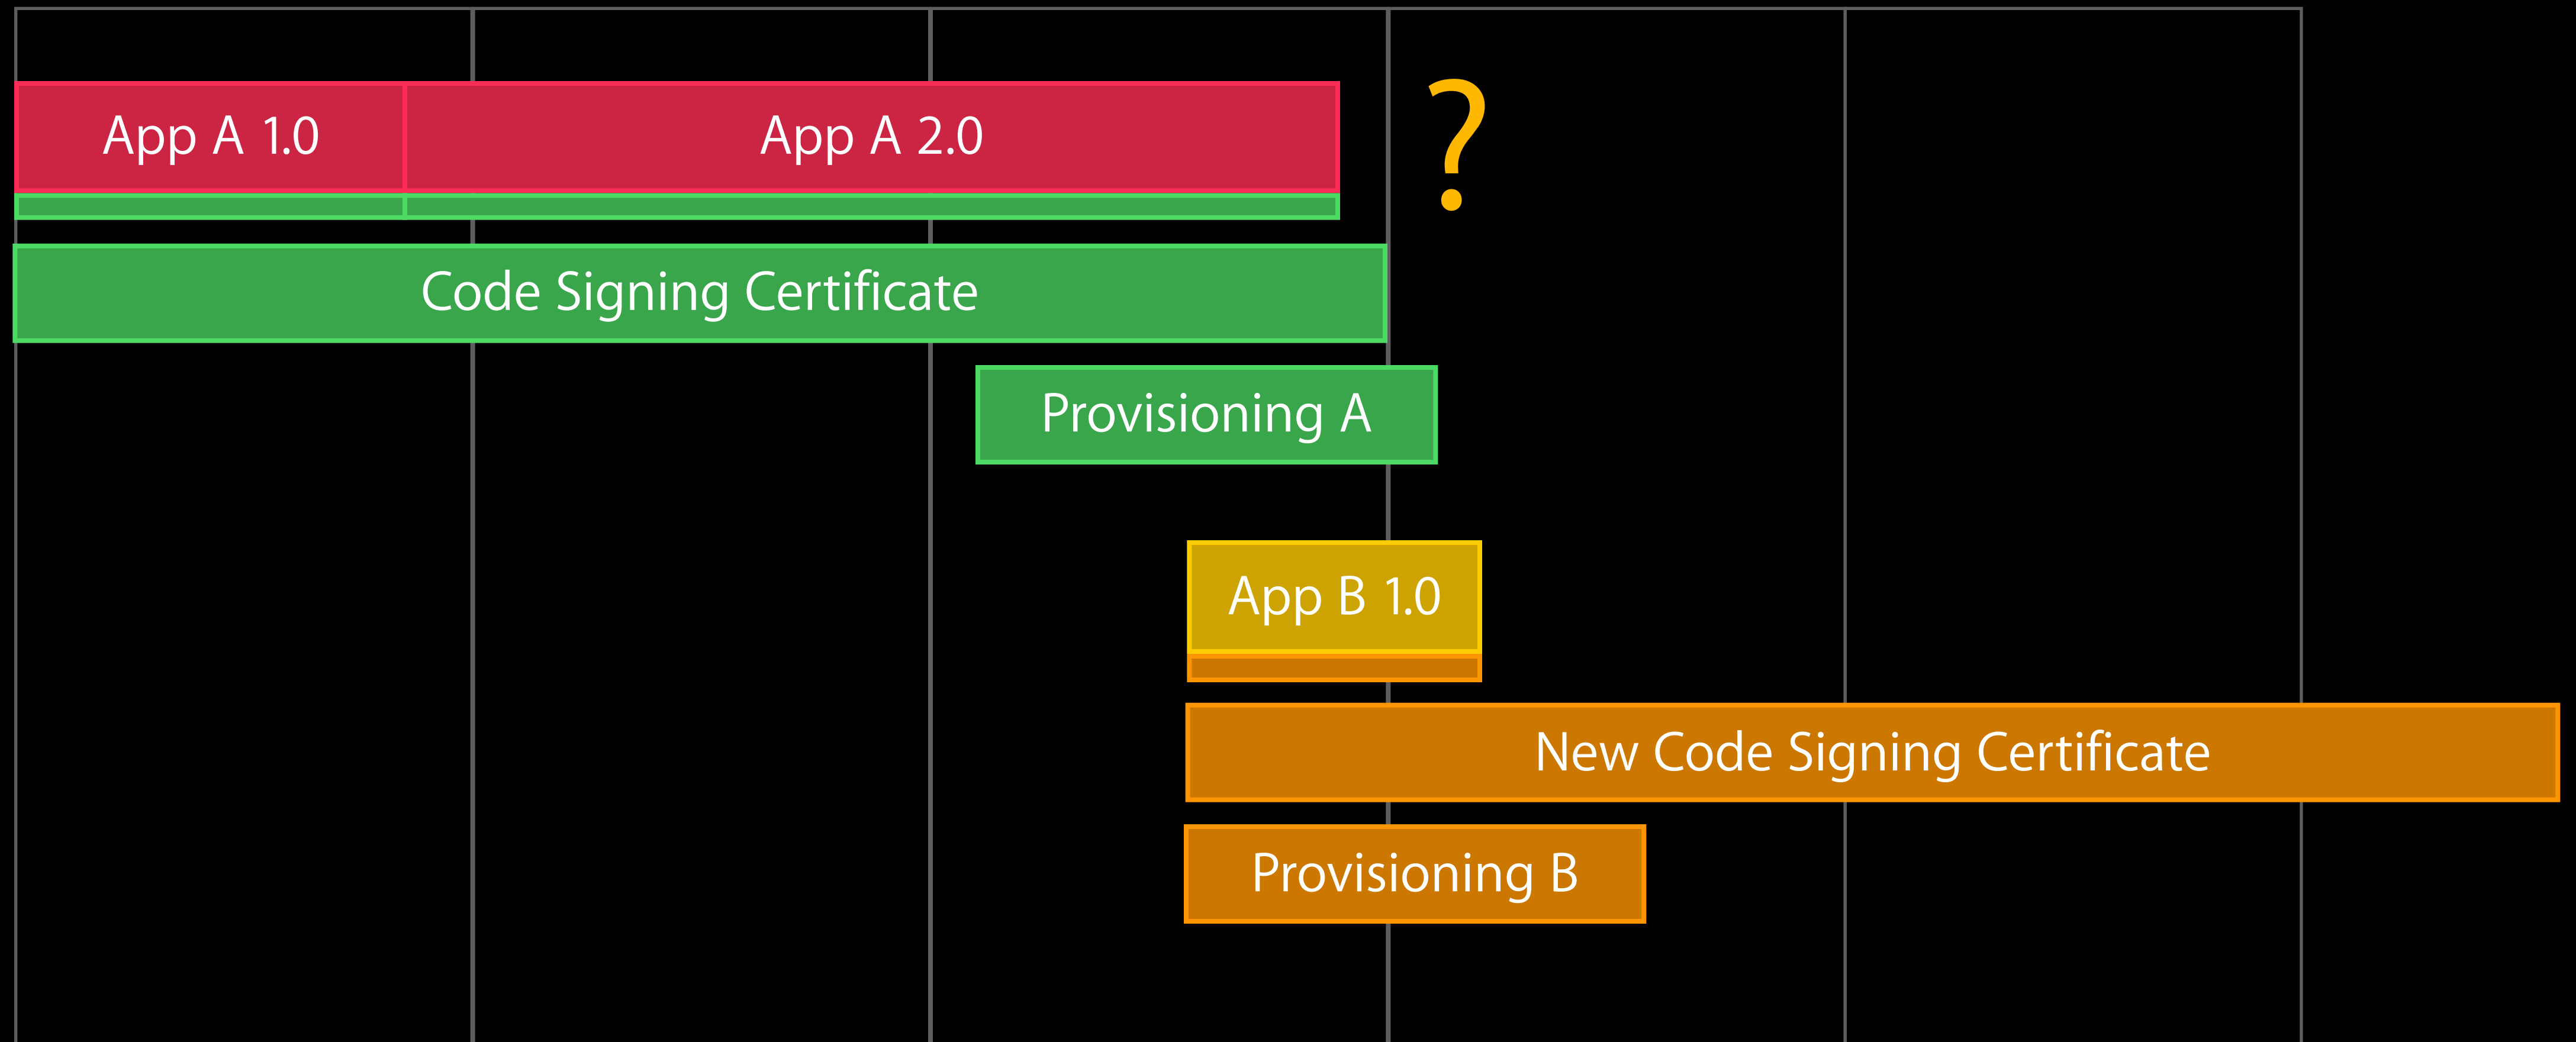 App A 1.0
App A 2.0
?
Code Signing Certificate
Provisioning A
App B 1.0
New Code Signing Certificate
Provisioning B